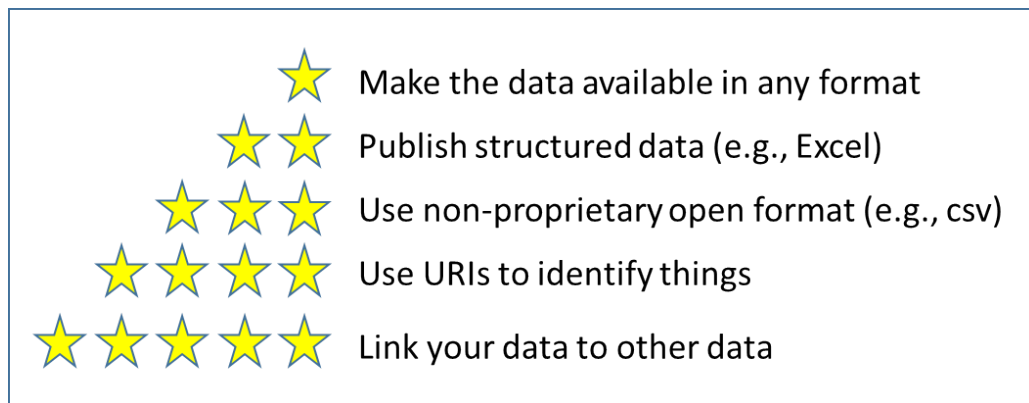 Make the data available in any format
Publish structured data (e.g., Excel)
Use non-proprietary open format (e.g., csv)
Use URIs to identify things
Link your data to other data